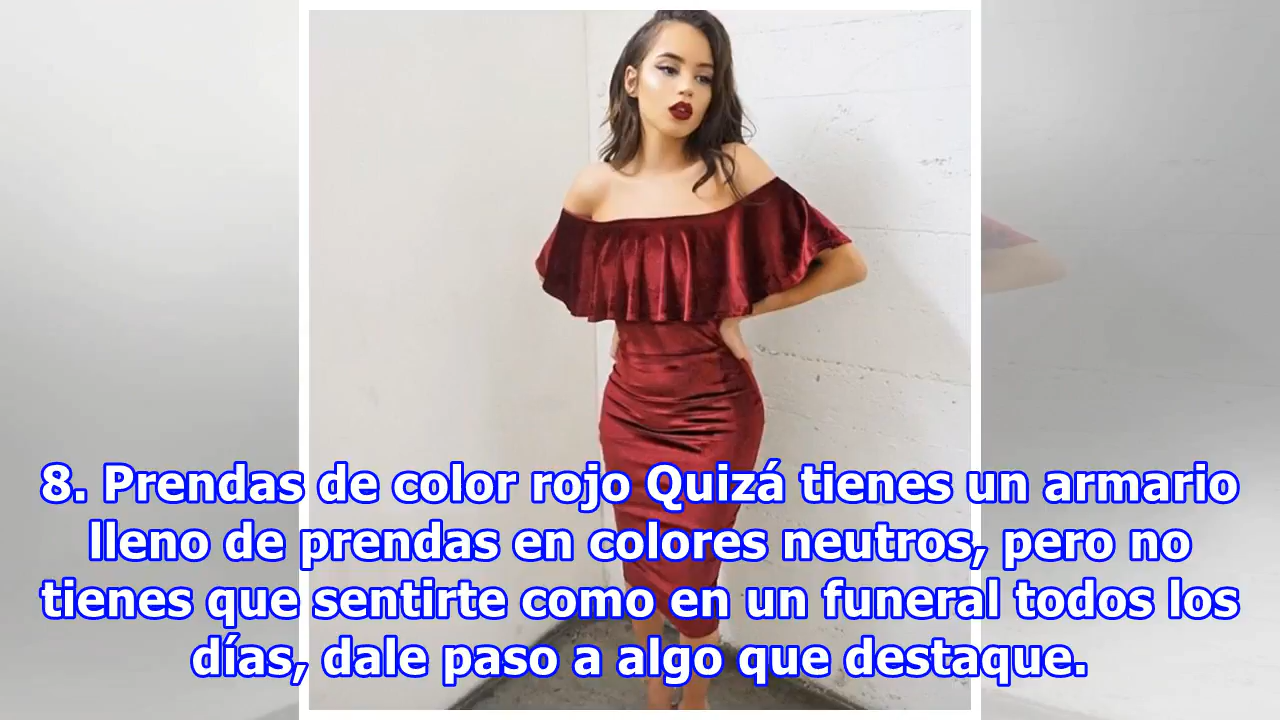 8. Prendas de color rojo Quizá tienes un armario
lleno de prendas en colores neutros, pero no
tienes que sentirte como en un funeral todos los
días, dale paso a algo que destaque.